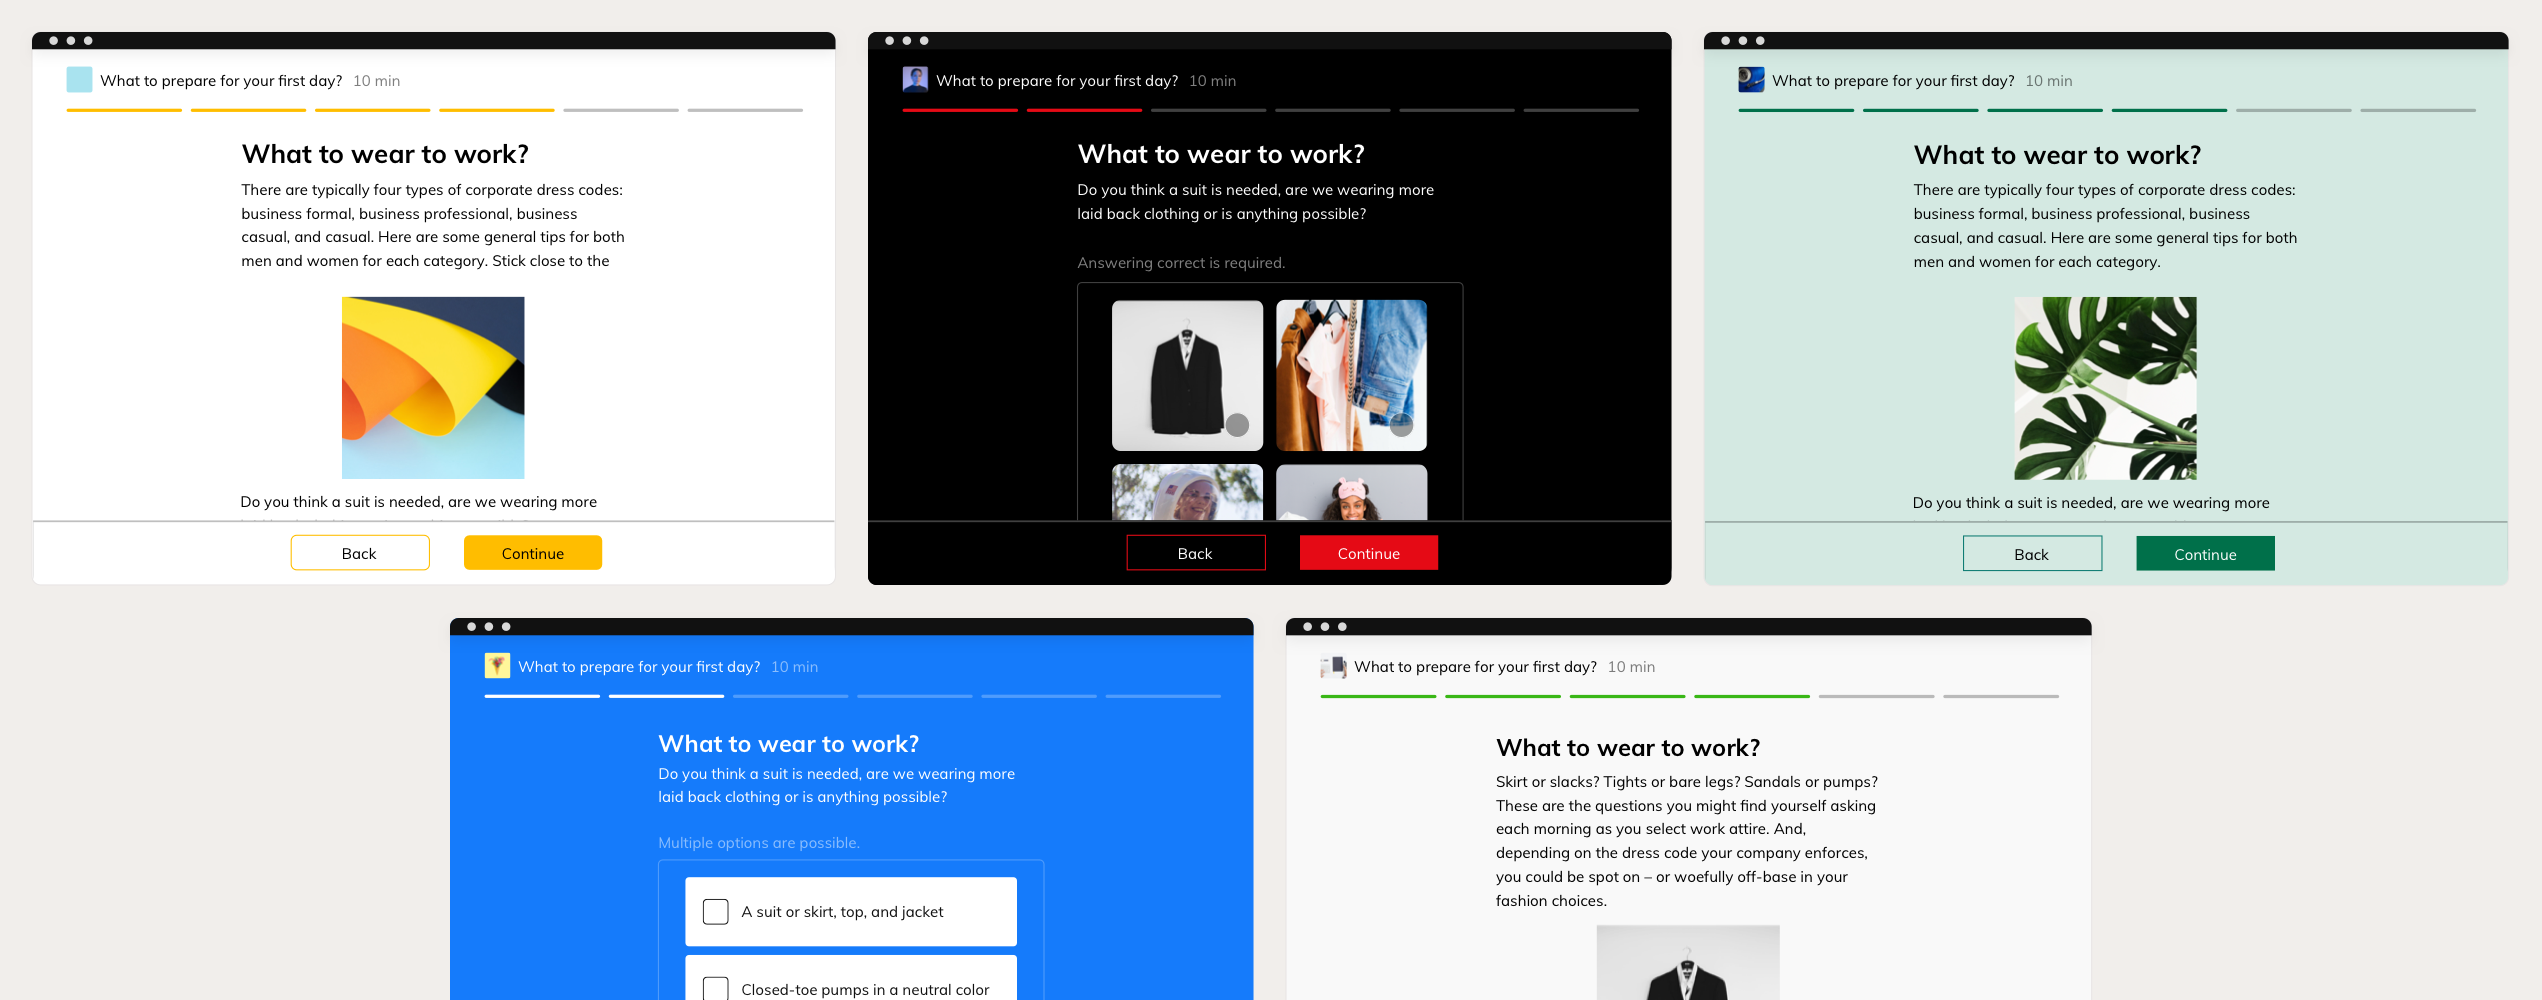 What to prepare for your first day? 10 min
What to wear to work?
There are typically four types of corporate dress codes:
business formal, business professional, business
casual, and casual. Here are some general tips for both
men and women for each category. Stick close to the
Do you think a suit is needed, are we wearing more
Back Continue
What to prepare for your first day? 10 min
What to wear to work?
Do you think a suit is needed, are we wearing more
laid back clothing or is anything possible?
Answering correct is required.
Back Continue
What to prepare for your first day? 10 min
What to wear to work?
There are typically four types of corporate dress codes:
business formal, business professional, business
casual, and casual. Here are some general tips for both
men and women for each category.
Do you think a suit is needed, are we wearing more
Back Continue
What to prepare for your first day? 10 min
What to wear to work?
Do you think a suit is needed, are we wearing more
laid back clothing or is anything possible?
Multiple options are possible.
A suit or skirt, top, and jacket
Closed-toe pumps in a neutral color
What to prepare for your first day? 10 min
What to wear to work?
Skirt or slacks? Tights or bare legs? Sandals or pumps?
These are the questions you might find yourself asking
each morning as you select work attire. And,
depending on the dress code your company enforces,
you could be spot on – or woefully off-base in your
fashion choices.